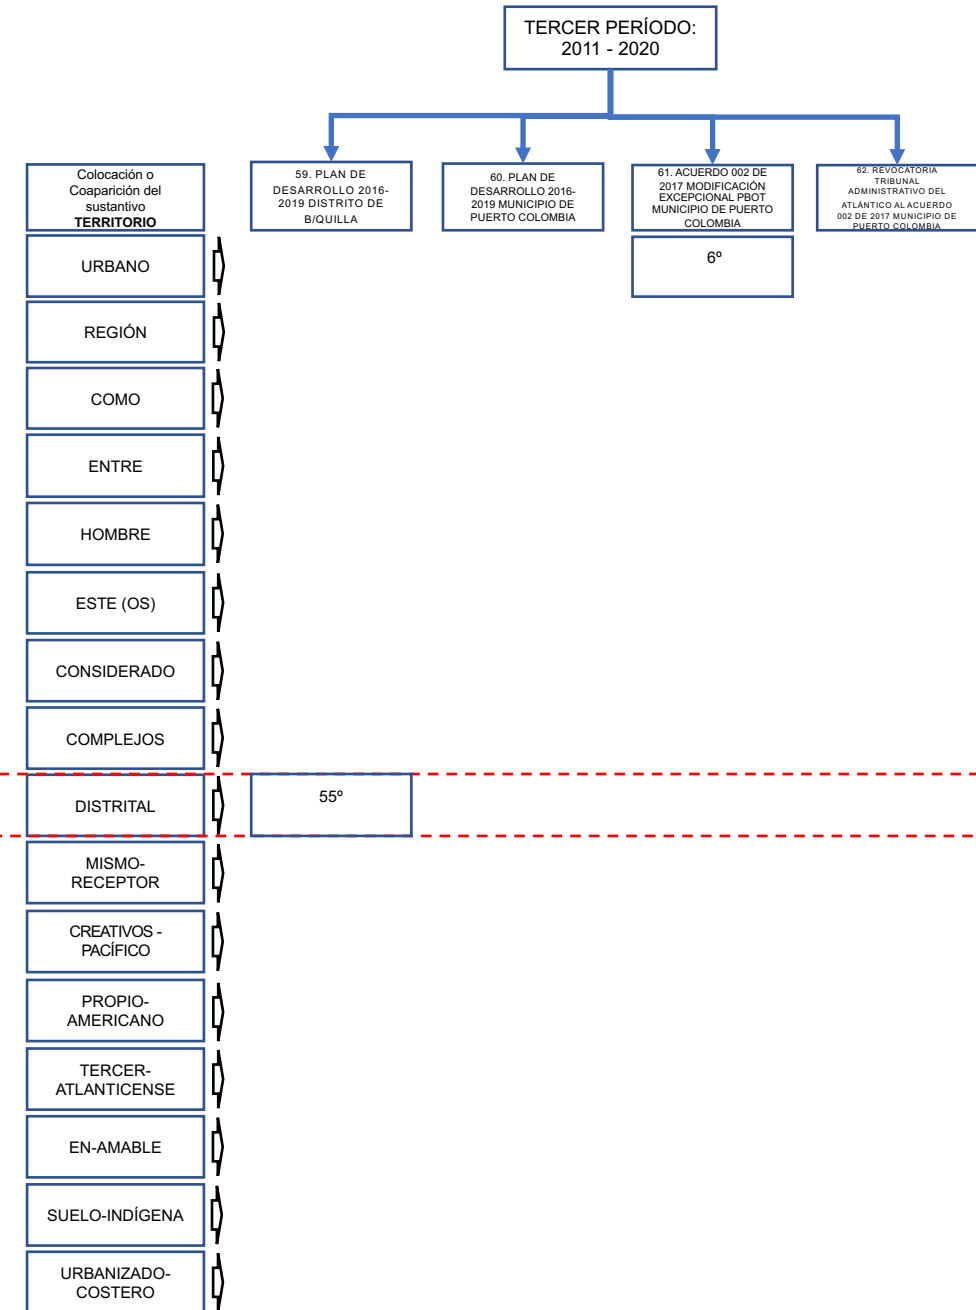 TERCER PERÍODO:
2011 - 2020
Colocación o
Coaparición del
sustantivo
TERRITORIO
59. PLAN DE
DESARROLLO 2016-
2019 DISTRITO DE
B/QUILLA
60. PLAN DE
DESARROLLO 2016-
2019 MUNICIPIO DE
PUERTO COLOMBIA
61. ACUERDO 002 DE
2017 MODIFICACIÓN
EXCEPCIONAL PBOT
MUNICIPIO DE PUERTO
COLOMBIA
62. REVOCATORIA
TRIBUNAL
ADMINISTRATIVO DEL
ATLÁNTICO AL ACUERDO
002 DE 2017 MUNICIPIO DE
PUERTO COLOMBIA
URBANO
6º
REGIÓN
COMO
ENTRE
HOMBRE
ESTE (OS)
CONSIDERADO
COMPLEJOS
DISTRITAL
55º
MISMO-
RECEPTOR
CREATIVOS -
PACÍFICO
PROPIO-
AMERICANO
TERCER-
ATLANTICENSE
EN-AMABLE
SUELO-INDÍGENA
URBANIZADO-
COSTERO